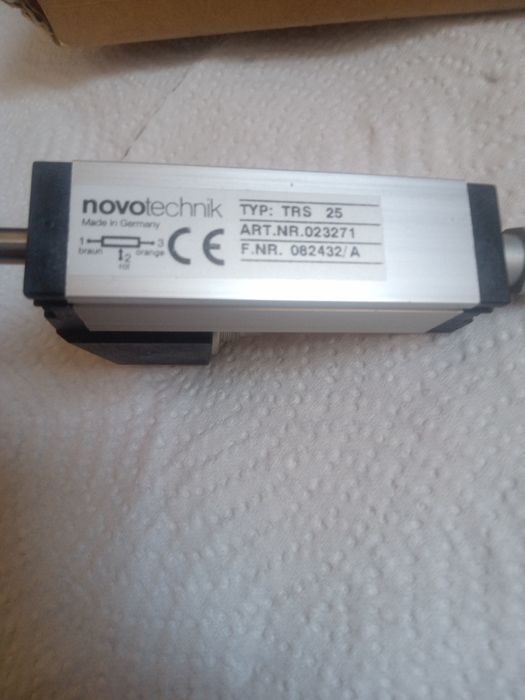 novotechnik
Made in Germany
1 3
braun 2 orange
rot
CE
TYP: TRS 25
ART.NR.023271
F.NR. 082432/A